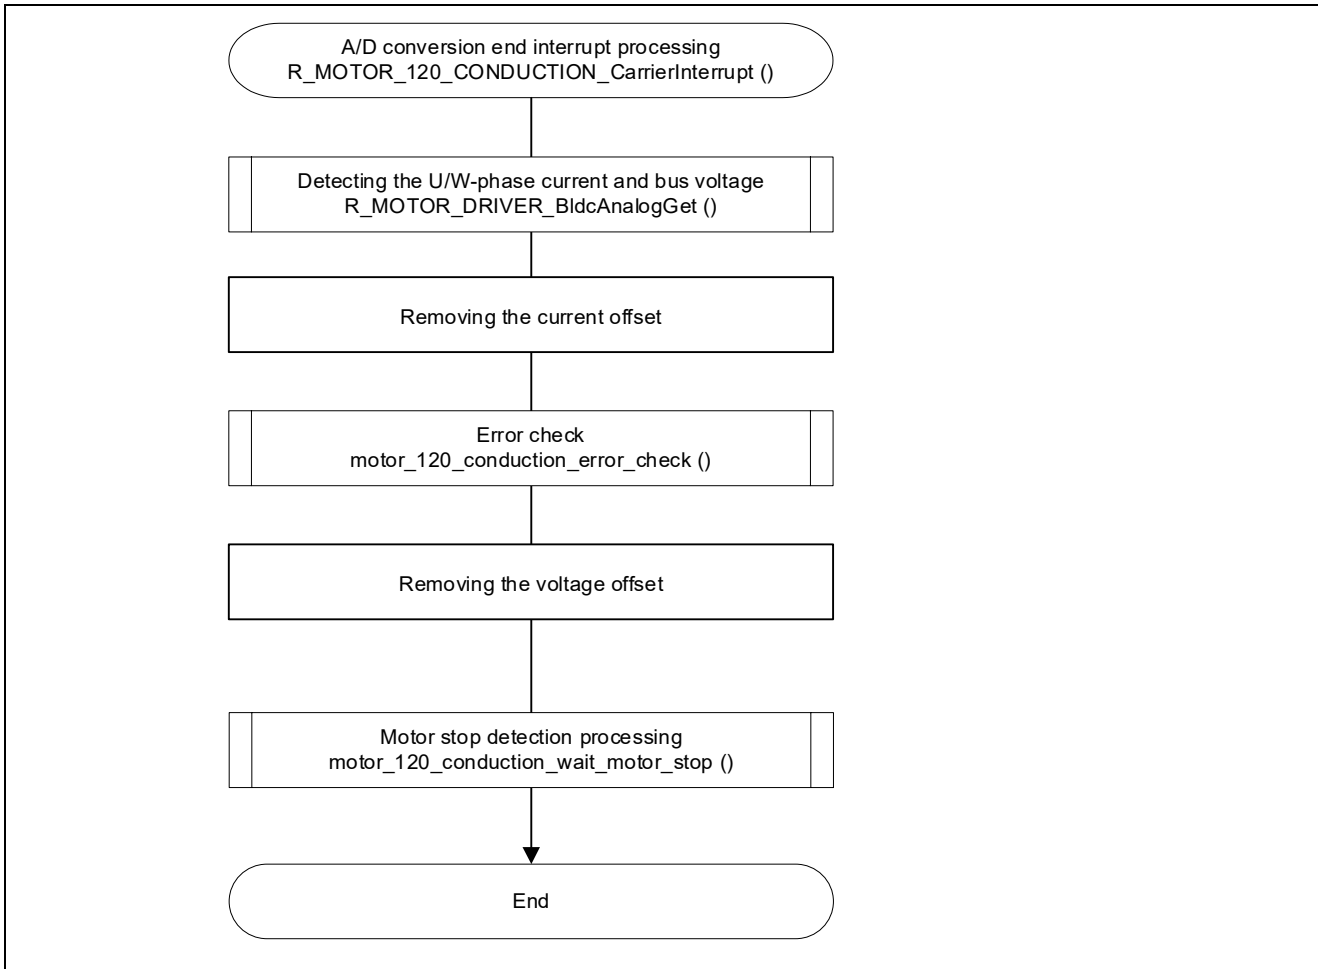 A/D conversion end interrupt processing
R_MOTOR_120_CONDUCTION_CarrierInterrupt ()
Detecting the U/W-phase current and bus voltage
R_MOTOR_DRIVER_BldcAnalogGet ()
Removing the current offset
Error check
motor_120_conduction_error_check ()
Removing the voltage offset
Motor stop detection processing
motor_120_conduction_wait_motor_stop ()
End